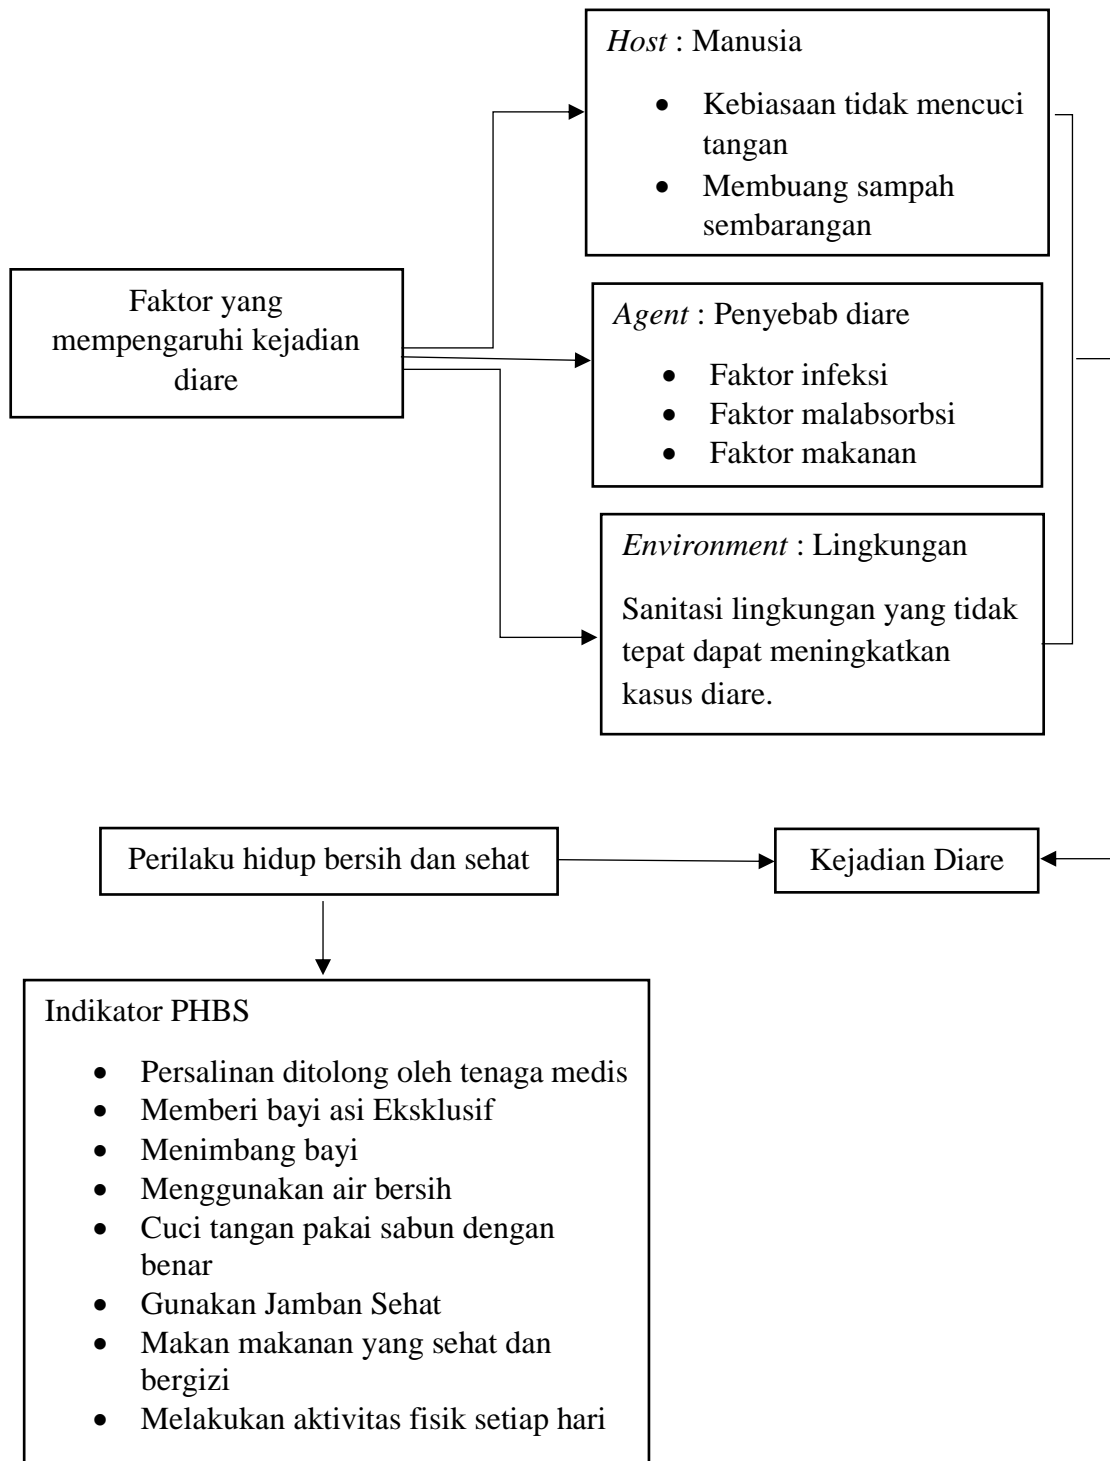 Host : Manusia
• Kebiasaan tidak mencuci
tangan
• Membuang sampah
sembarangan
Faktor yang
mempengaruhi kejadian
diare
Agent : Penyebab diare
• Faktor infeksi
• Faktor malabsorbsi
• Faktor makanan
Environment : Lingkungan
Sanitasi lingkungan yang tidak
tepat dapat meningkatkan
kasus diare.
Perilaku hidup bersih dan sehat
Kejadian Diare
Indikator PHBS
• Persalinan ditolong oleh tenaga medis
• Memberi bayi asi Eksklusif
• Menimbang bayi
• Menggunakan air bersih
• Cuci tangan pakai sabun dengan
benar
• Gunakan Jamban Sehat
• Makan makanan yang sehat dan
bergizi
• Melakukan aktivitas fisik setiap hari